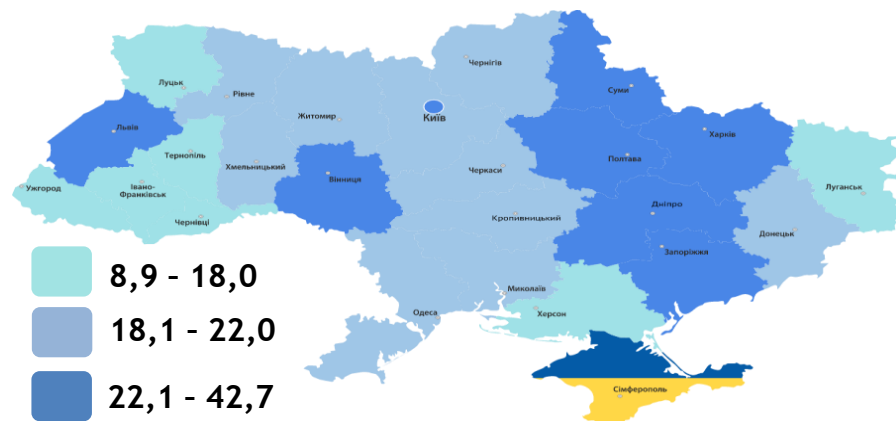 Чернігів
Луцьк
Рівне
Суми
Житомир
Київ
Львів
Харків
Тернопіль
Полтава
Хмельницький
Черкаси
Вінниця
Ужгород
Івано-
Франківськ
Луганськ
Дніпро
Чернівці
Кропивницький
Донецьк
Запоріжжя
8,9 – 18,0
Миколаїв
Одеса
Херсон
18,1 – 22,0
Сімферополь
22,1 – 42,7